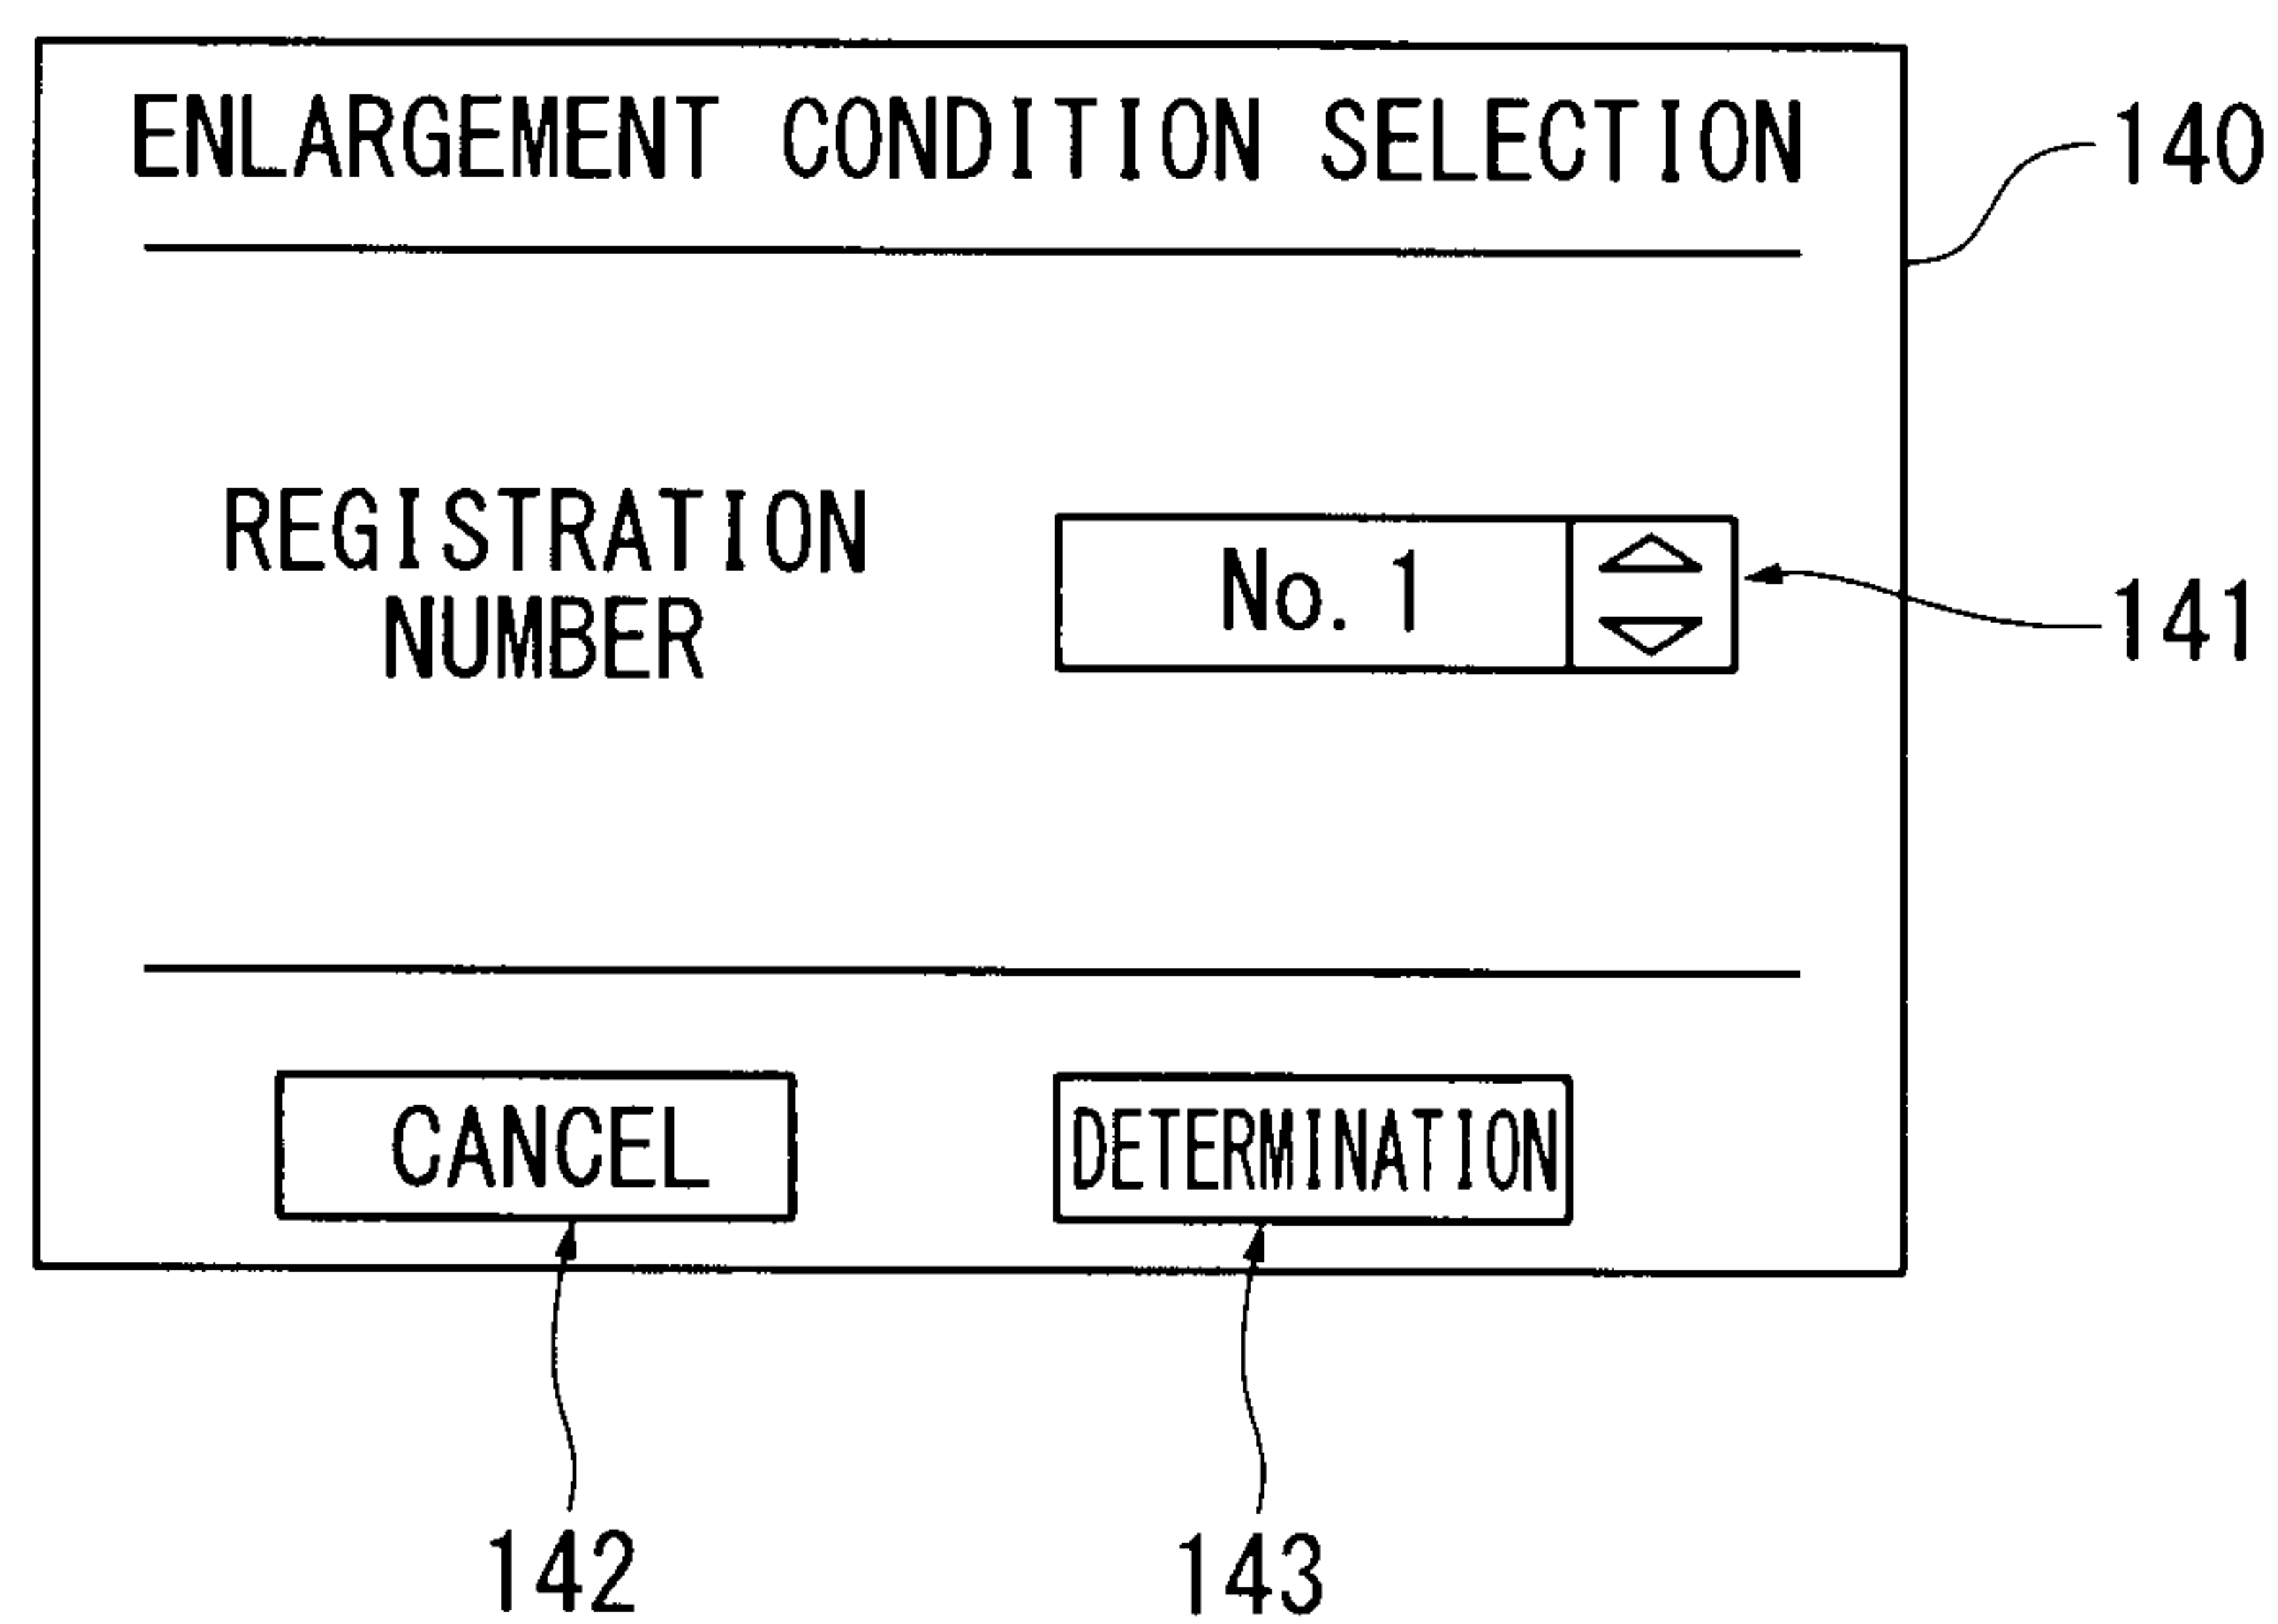 ENLARGEMENT CONDITION SELECTION
140
REGISTRATION
NUMBER
No. 1
141
CANCEL
DETERMINATION
142
143